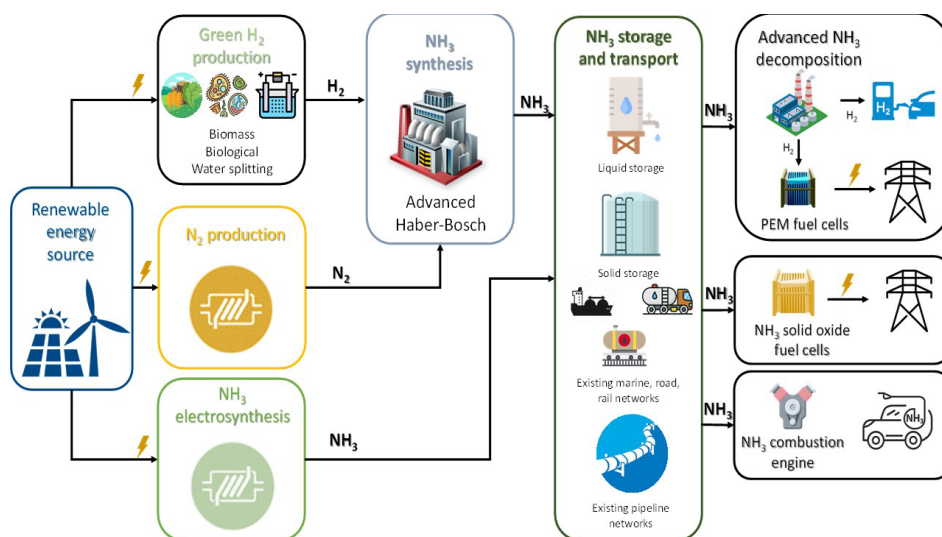 Green H₂
production
Biomass
Biological
Water splitting
H₂
NH₃
synthesis
Advanced
Haber-Bosch
NH₃
NH₃ storage
and transport
Liquid storage
Solid storage
Existing marine, road,
rail networks
Existing pipeline
networks
NH₃
Advanced NH₃
decomposition
H₂
H₂
H₂
PEM fuel cells
Renewable
energy
source
N₂ production
N₂
NH₃
NH₃ solid oxide
fuel cells
NH₃
electrosynthesis
NH₃
NH₃
NH₃ combustion
engine
NH₃